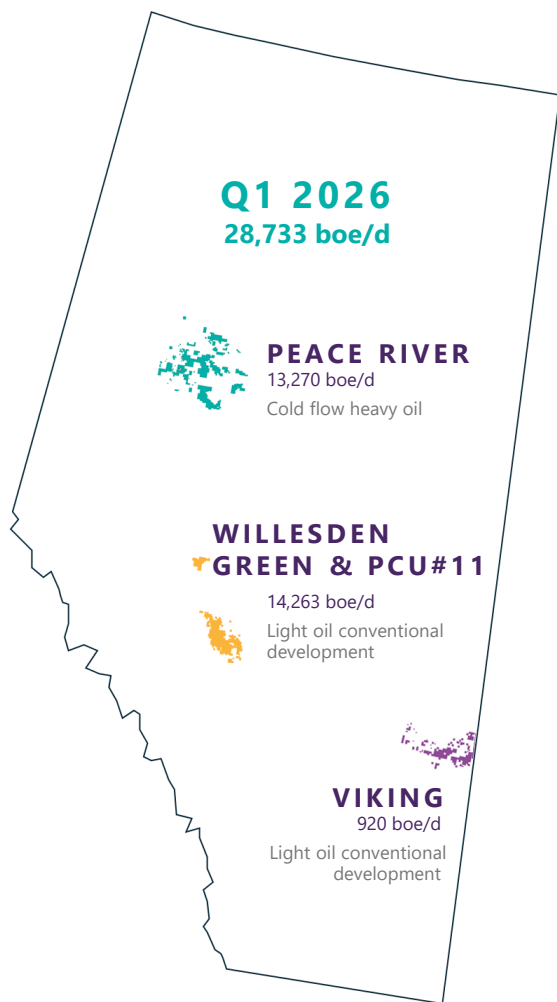 Q1 2026
28,733 boe/d
PEACE RIVER
13,270 boe/d
Cold flow heavy oil
WILLESDEN
GREEN & PCU#11
14,263 boe/d
Light oil conventional
development
VIKING
920 boe/d
Light oil conventional
development